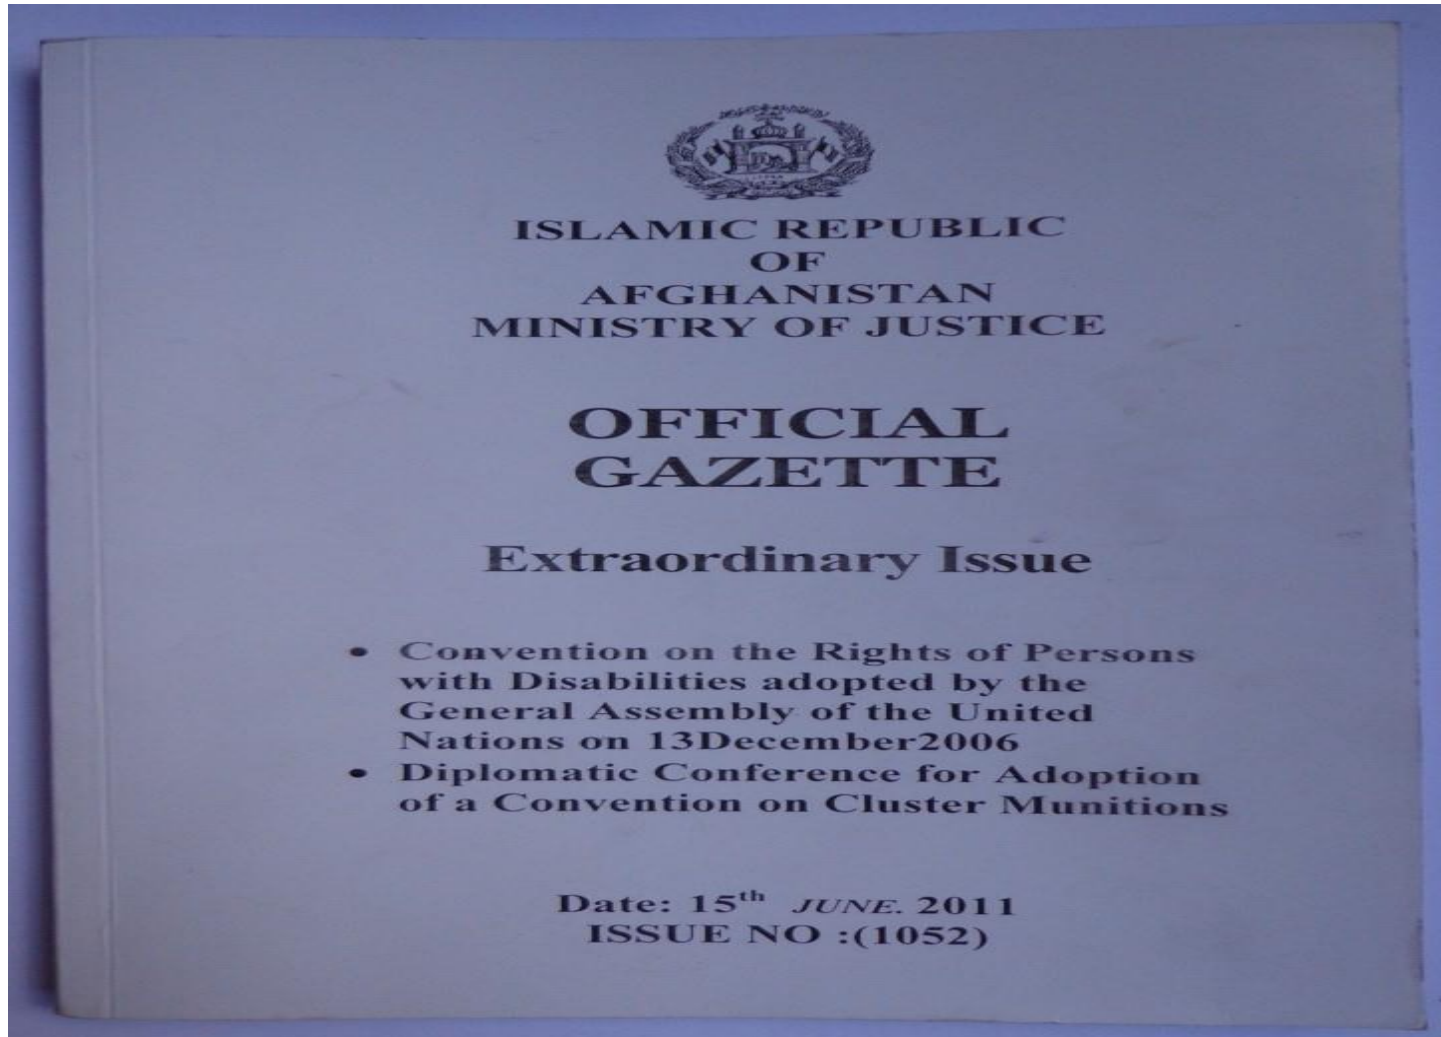 ISLAMIC REPUBLIC
OF
AFGHANISTAN
MINISTRY OF JUSTICE
OFFICIAL
GAZETTE
Extraordinary Issue
• Convention on the Rights of Persons
with Disabilities adopted by the
General Assembly of the United
Nations on 13December2006
• Diplomatic Conference for Adoption
of a Convention on Cluster Munitions
Date: 15th JUNE. 2011
ISSUE NO :(1052)